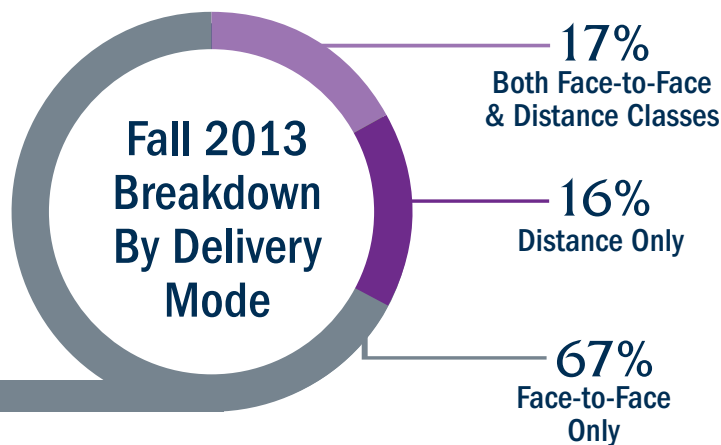 Fall 2013
Breakdown
By Delivery
Mode
17%
Both Face-to-Face
& Distance Classes
16%
Distance Only
67%
Face-to-Face
Only